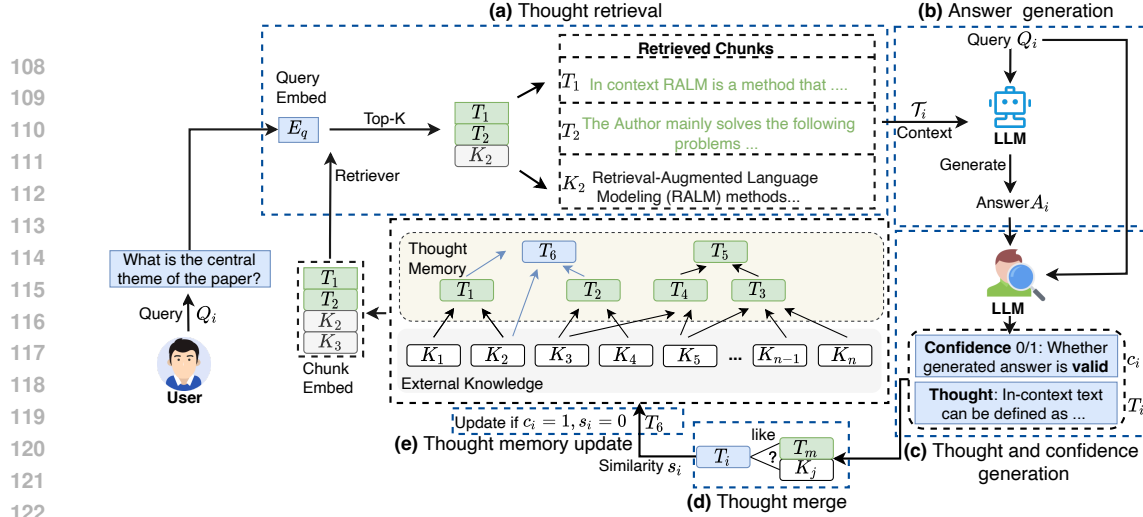 108
109
110
111
112
113
114
115
116
117
118
119
120
121
122
(a) Thought retrieval
Query
Embed
E_q
Top-K
T_1
T_2
K_2
Retriever
Retrieved Chunks
T_1 In context RALM is a method that ....
T_2 The Author mainly solves the following
problems ...
K_2 Retrieval-Augmented Language
Modeling (RALM) methods...
(b) Answer generation
Query Q_i
𝒯_i
Context
LLM
Generate
Answer A_i
What is the central
theme of the paper?
Query Q_i
User
T_1
T_2
K_2
K_3
Chunk
Embed
Thought
Memory
T_6
T_5
T_1
T_2
T_4
T_3
K_1
K_2
K_3
K_4
K_5
...
K_{n-1}
K_n
External Knowledge
LLM
Confidence 0/1: Whether
generated answer is valid
c_i
Thought: In-context text
can be defined as ...
T_i
(c) Thought and confidence
generation
Update if c_i = 1, s_i = 0
T_6
(e) Thought memory update
Similarity s_i
T_i
like
?
T_m
K_j
(d) Thought merge